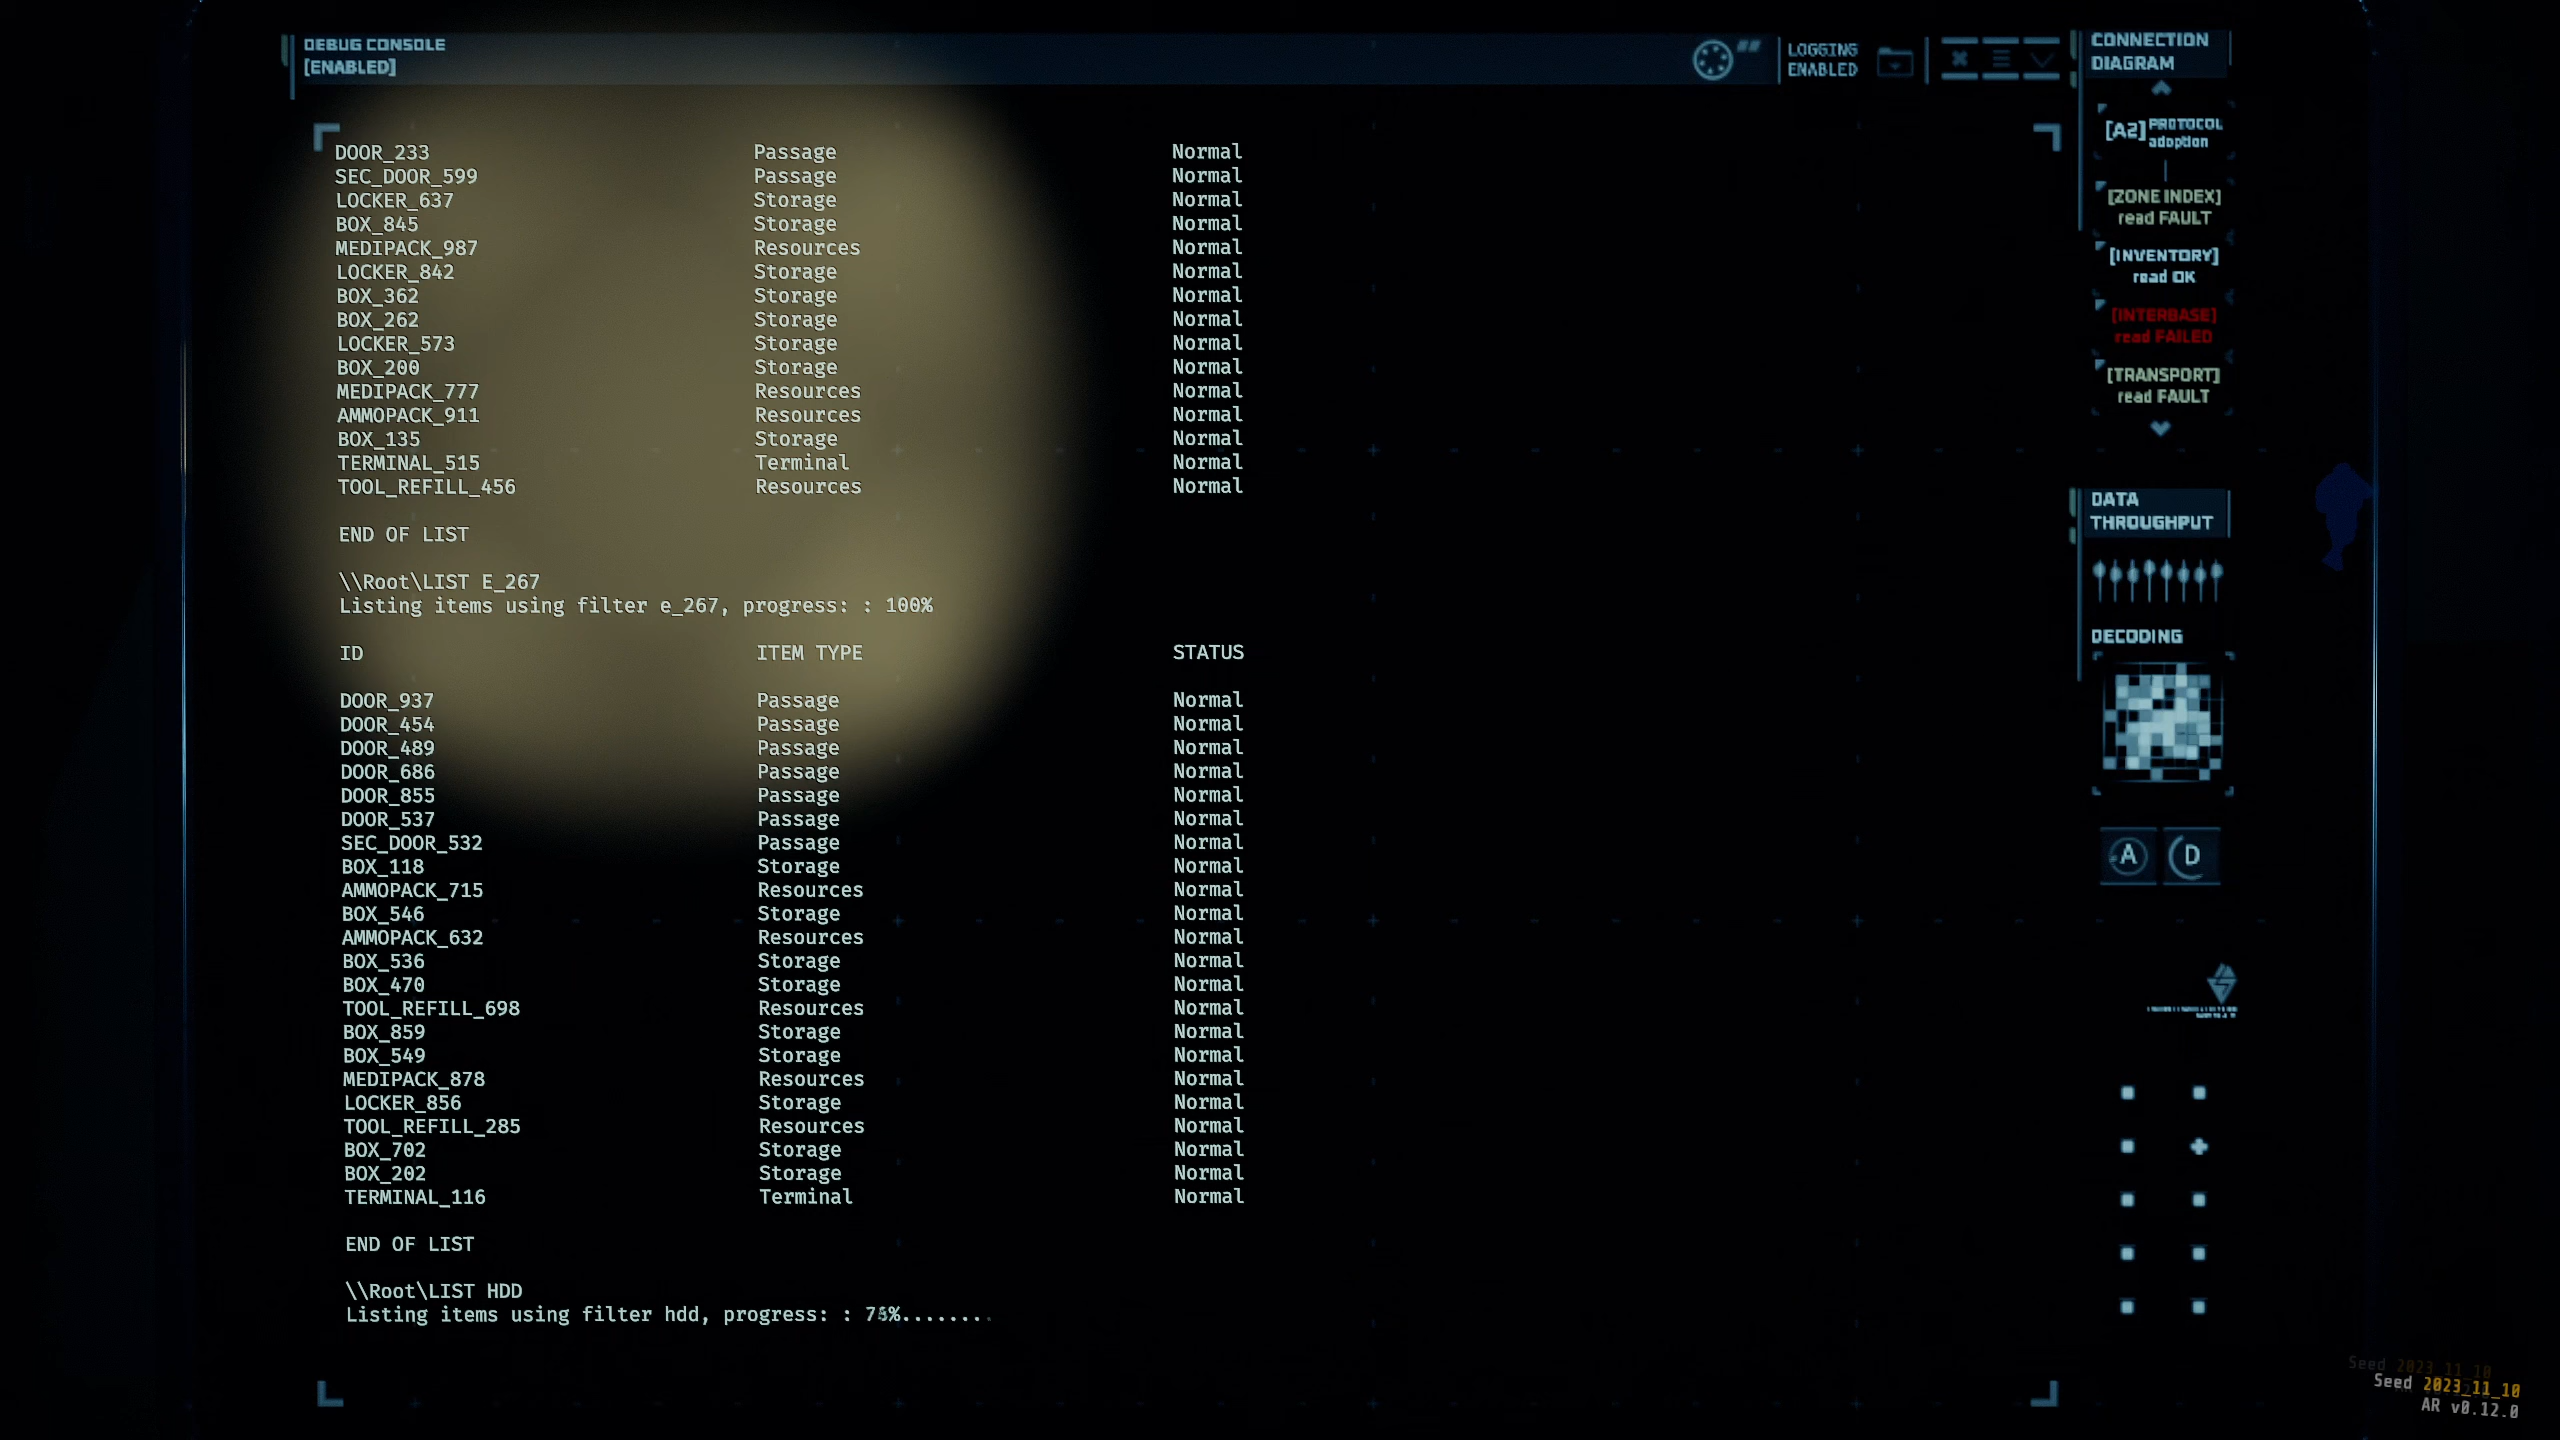 DEBUG CONSOLE
[ENABLED]
LOGGING
ENABLED
DOOR_233 Passage Normal
SEC_DOOR_599 Passage Normal
LOCKER_637 Storage Normal
BOX_845 Storage Normal
MEDIPACK_987 Resources Normal
LOCKER_842 Storage Normal
BOX_362 Storage Normal
BOX_262 Storage Normal
LOCKER_573 Storage Normal
BOX_200 Storage Normal
MEDIPACK_777 Resources Normal
AMMOPACK_911 Resources Normal
BOX_135 Storage Normal
TERMINAL_515 Terminal Normal
TOOL_REFILL_456 Resources Normal
END OF LIST
\\Root\LIST E_267
Listing items using filter e_267, progress: : 100%
ID ITEM TYPE STATUS
DOOR_937 Passage Normal
DOOR_454 Passage Normal
DOOR_489 Passage Normal
DOOR_686 Passage Normal
DOOR_855 Passage Normal
DOOR_537 Passage Normal
SEC_DOOR_532 Passage Normal
BOX_118 Storage Normal
AMMOPACK_715 Resources Normal
BOX_546 Storage Normal
AMMOPACK_632 Resources Normal
BOX_536 Storage Normal
BOX_470 Storage Normal
TOOL_REFILL_698 Resources Normal
BOX_859 Storage Normal
BOX_549 Storage Normal
MEDIPACK_878 Resources Normal
LOCKER_856 Storage Normal
TOOL_REFILL_285 Resources Normal
BOX_702 Storage Normal
BOX_202 Storage Normal
TERMINAL_116 Terminal Normal
END OF LIST
\\Root\LIST HDD
Listing items using filter hdd, progress: :
CONNECTION
DIAGRAM
[A2] PROTOCOL
adoption
[ZONE INDEX]
read FAULT
[INVENTORY]
read OK
[INTERBASE]
read FAILED
[TRANSPORT]
read FAULT
DATA
THROUGHPUT
DECODING
A D
Seed 2023_11_10
Seed 2023_11_10
AR v0.12.0